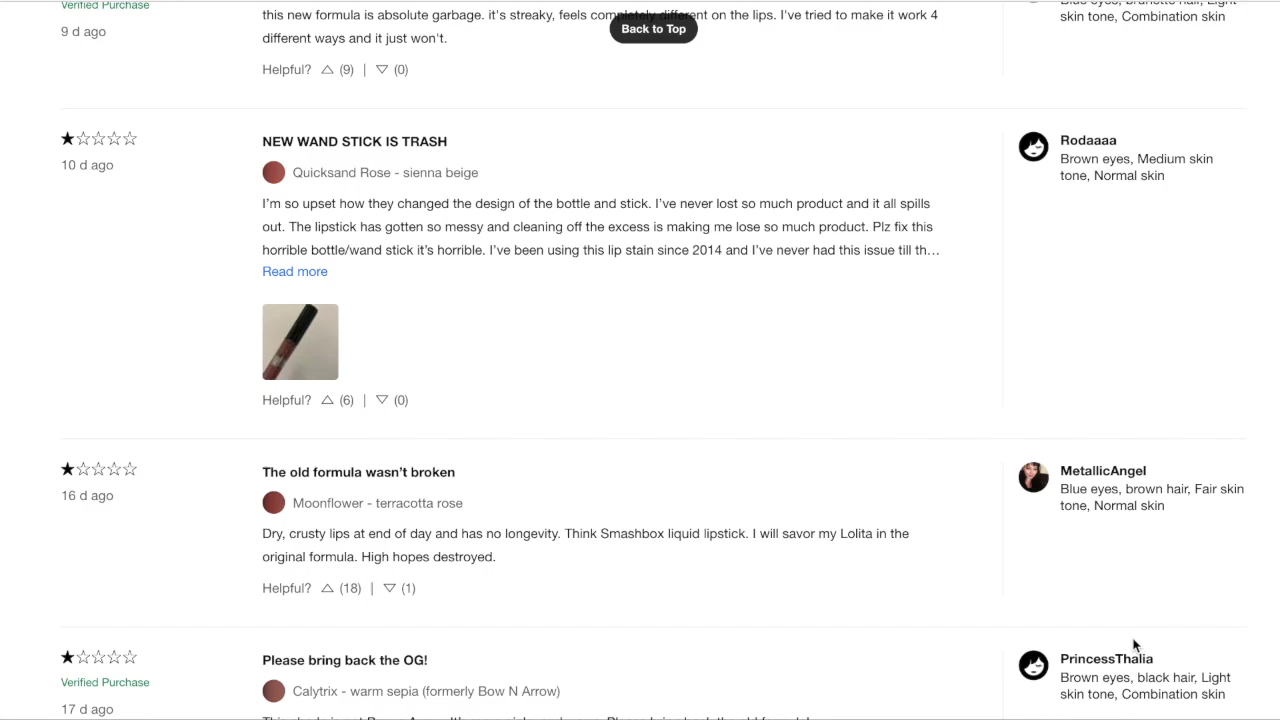 Verified Purchase
9 d ago
this new formula is absolute garbage. it's streaky, feels completely different on the lips. I've tried to make it work 4
different ways and it just won't.
Back to Top
Helpful? (9) | (0)
Blue eyes, brunette hair, Light
skin tone, Combination skin
10 d ago
NEW WAND STICK IS TRASH
Quicksand Rose - sienna beige
I’m so upset how they changed the design of the bottle and stick. I’ve never lost so much product and it all spills
out. The lipstick has gotten so messy and cleaning off the excess is making me lose so much product. Plz fix this
horrible bottle/wand stick it’s horrible. I’ve been using this lip stain since 2014 and I’ve never had this issue till th…
Read more
Helpful? (6) | (0)
Rodaaaa
Brown eyes, Medium skin
tone, Normal skin
16 d ago
The old formula wasn’t broken
Moonflower - terracotta rose
Dry, crusty lips at end of day and has no longevity. Think Smashbox liquid lipstick. I will savor my Lolita in the
original formula. High hopes destroyed.
Helpful? (18) | (1)
MetallicAngel
Blue eyes, brown hair, Fair skin
tone, Normal skin
Verified Purchase
17 d ago
Please bring back the OG!
Calytrix - warm sepia (formerly Bow N Arrow)
PrincessThalia
Brown eyes, black hair, Light
skin tone, Combination skin